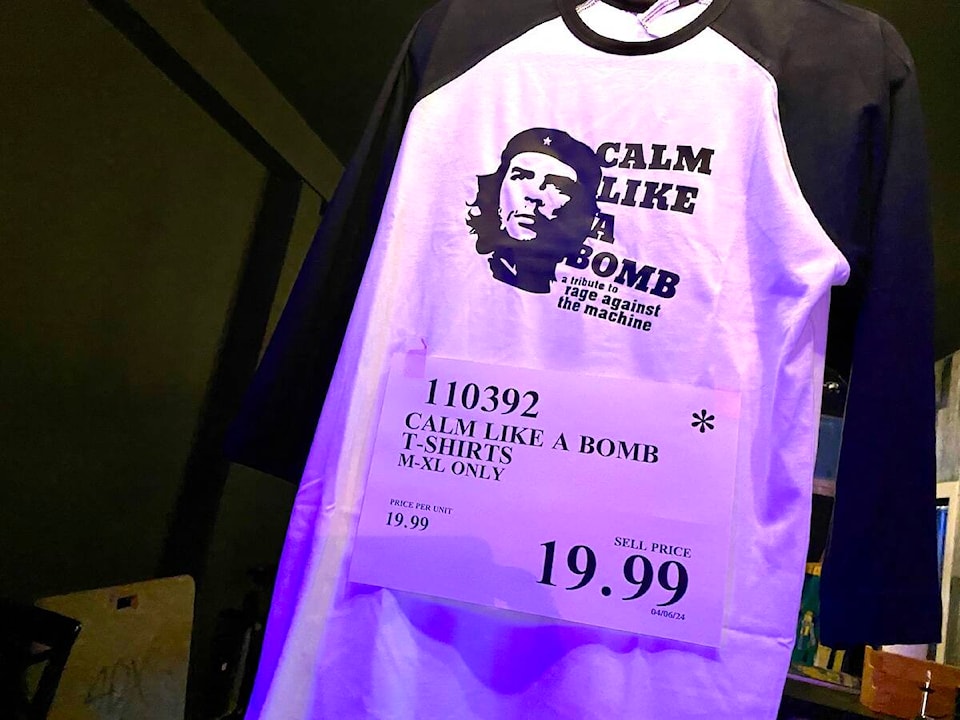 CALM
LIKE
A
BOMB
a tribute to
rage against
the machine
110392
*
CALM LIKE A BOMB
T-SHIRTS
M-XL ONLY
PRICE PER UNIT
19.99
SELL PRICE
19.99
04/06/24